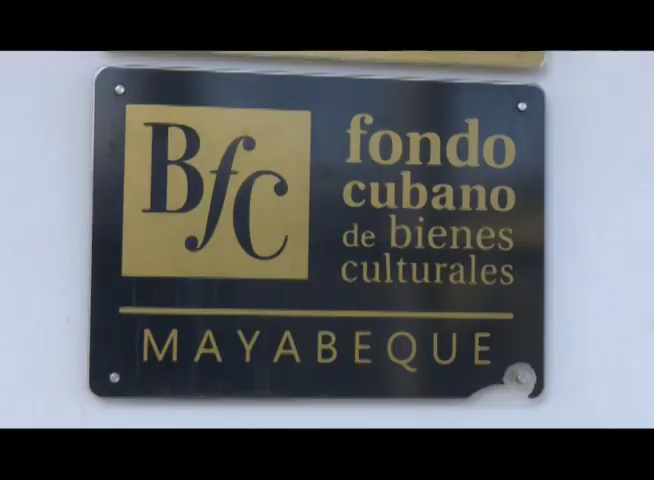 BfC
fondo
cubano
de bienes
culturales
MAYABEQUE